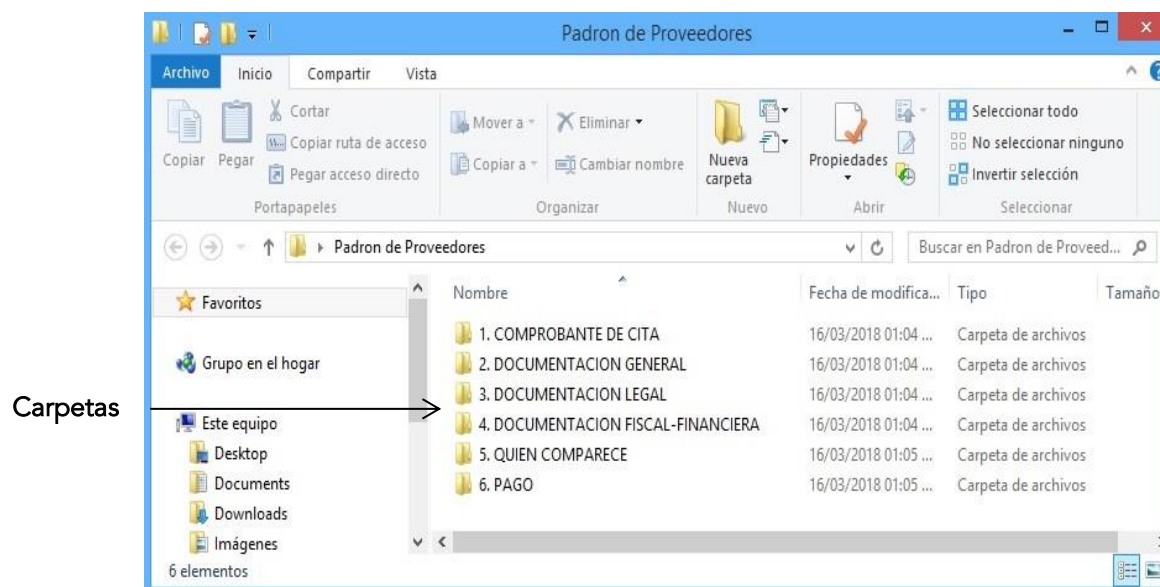 Padron de Proveedores
Archivo Inicio Compartir Vista
Copiar
Pegar
Cortar
Copiar ruta de acceso
Pegar acceso directo
Portapapeles
Mover a
Copiar a
Eliminar
Cambiar nombre
Organizar
Nueva
carpeta
Nuevo
Propiedades
Abrir
Seleccionar todo
No seleccionar ninguno
Invertir selección
Seleccionar
Padron de Proveedores
Buscar en Padron de Proveed...
Favoritos
Grupo en el hogar
Este equipo
Desktop
Documents
Downloads
Imágenes
Nombre Fecha de modifica... Tipo Tamaño
1. COMPROBANTE DE CITA 16/03/2018 01:04 ... Carpeta de archivos
2. DOCUMENTACION GENERAL 16/03/2018 01:04 ... Carpeta de archivos
3. DOCUMENTACION LEGAL 16/03/2018 01:04 ... Carpeta de archivos
4. DOCUMENTACION FISCAL-FINANCIERA 16/03/2018 01:04 ... Carpeta de archivos
5. QUIEN COMPARECE 16/03/2018 01:05 ... Carpeta de archivos
6. PAGO 16/03/2018 01:05 ... Carpeta de archivos
6 elementos
Carpetas